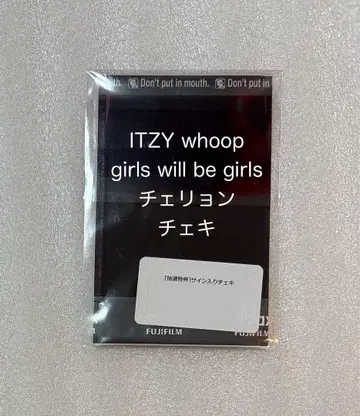 th. Don't put in mouth. Don't put in
ITZY whoop
girls will be girls
チェリョン
チェキ
[抽選特典]サイン入りチェキ
FUJIFILM FUJIFILM